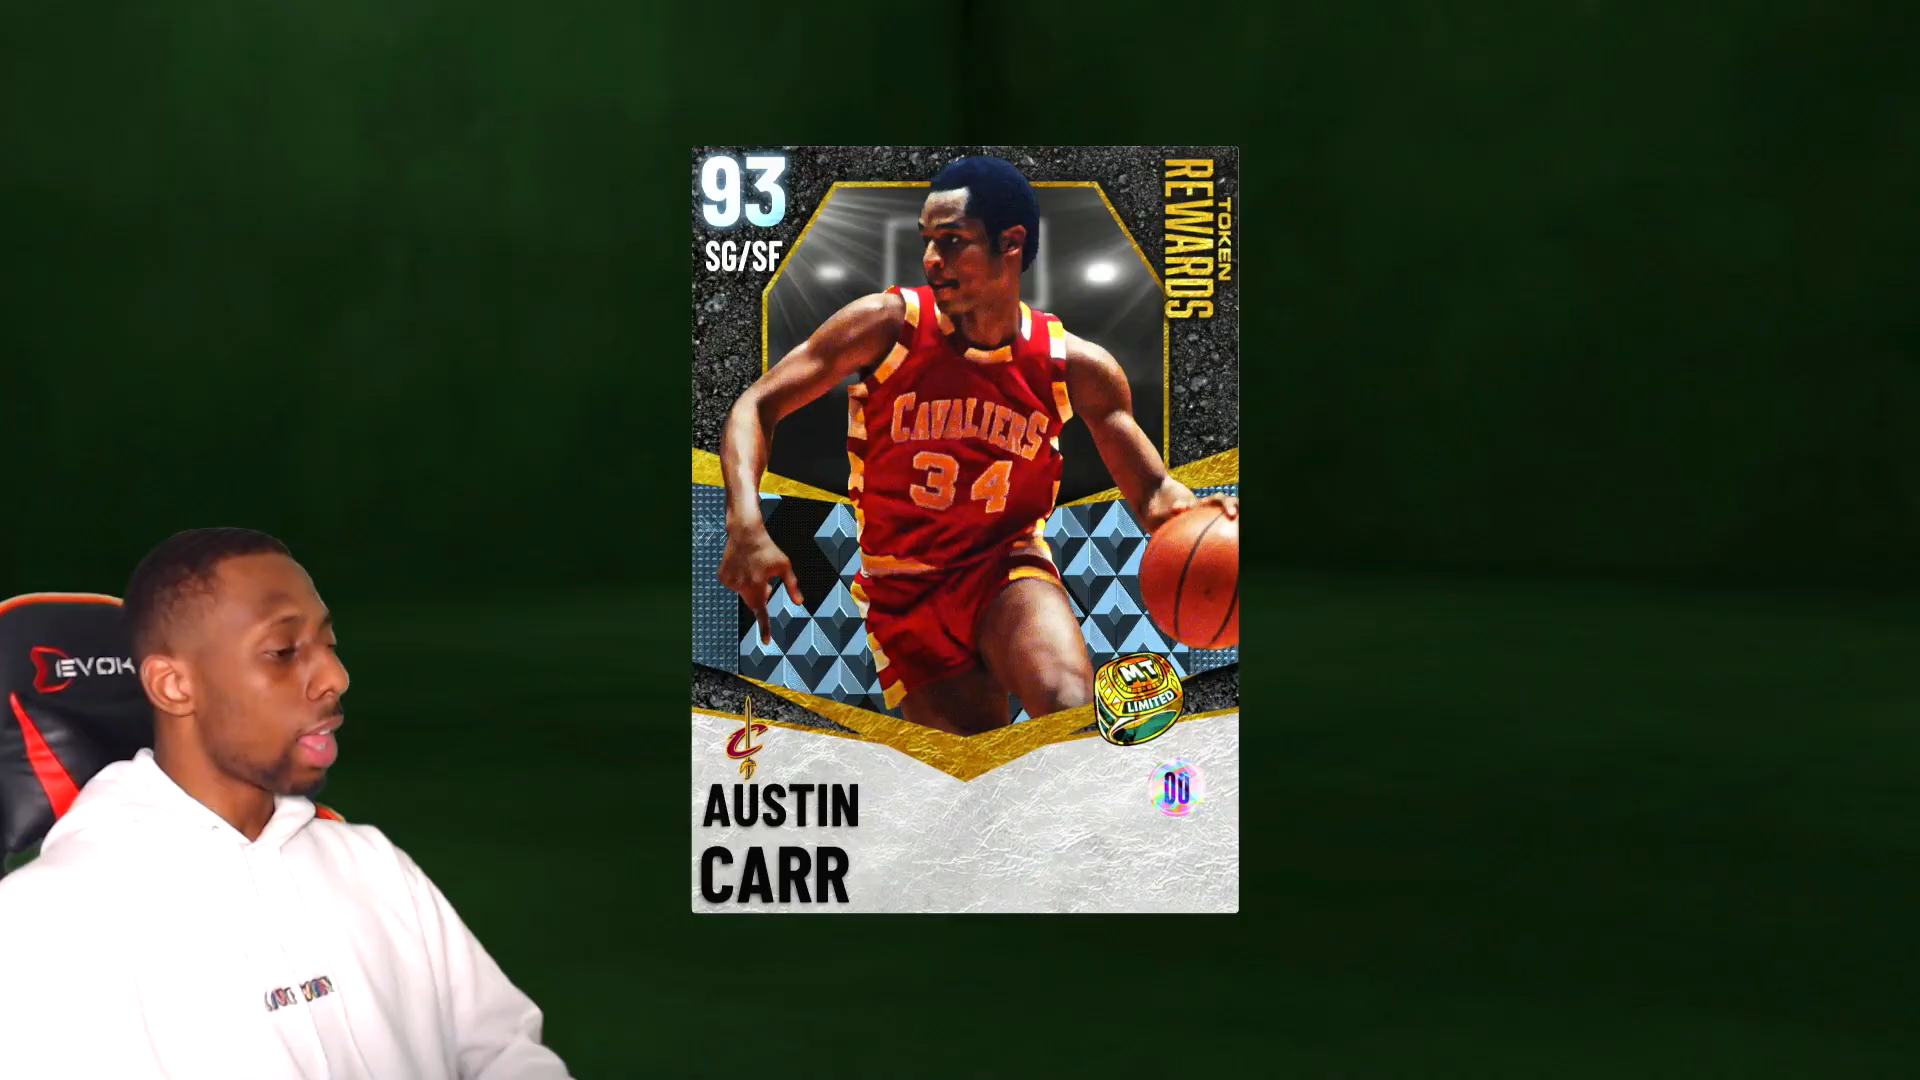 93
SG/SF
TOKEN
REWARDS
CAVALIERS
34
MT
LIMITED
AUSTIN
CARR
00
EVOK